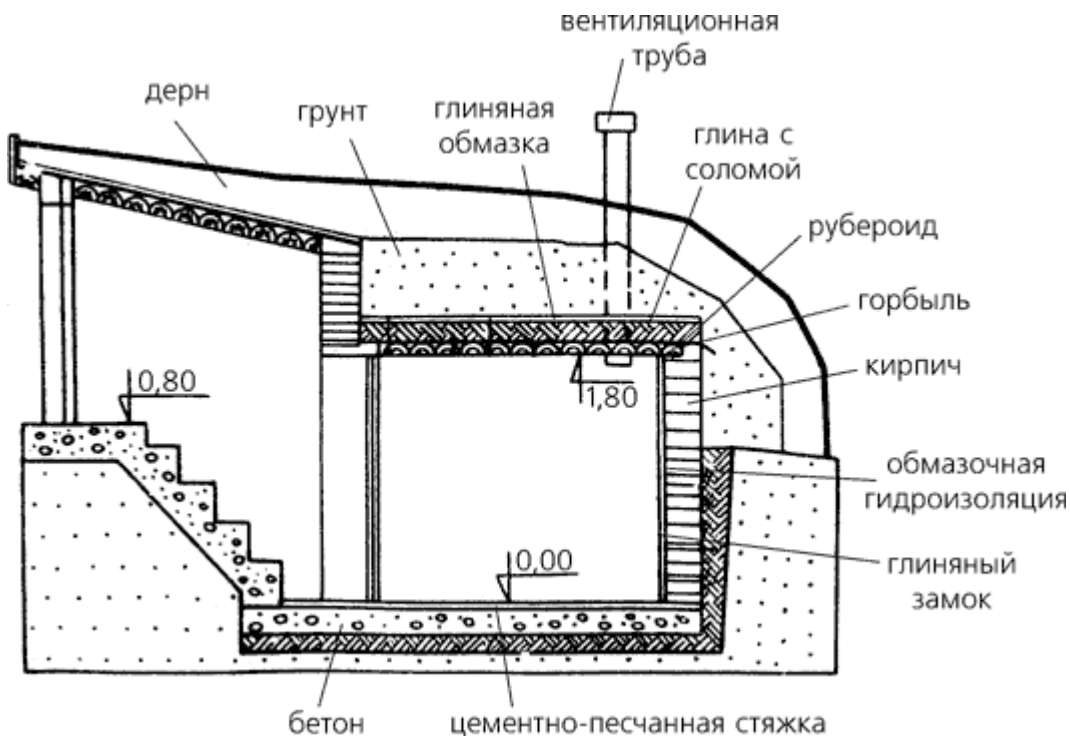 вентиляционная
труба
дерн
грунт
глиняная
обмазка
глина с
соломой
рубероид
горбыль
кирпич
0,80
1,80
обмазочная
гидроизоляция
0,00
глиняный
замок
бетон
цементно-песчанная стяжка